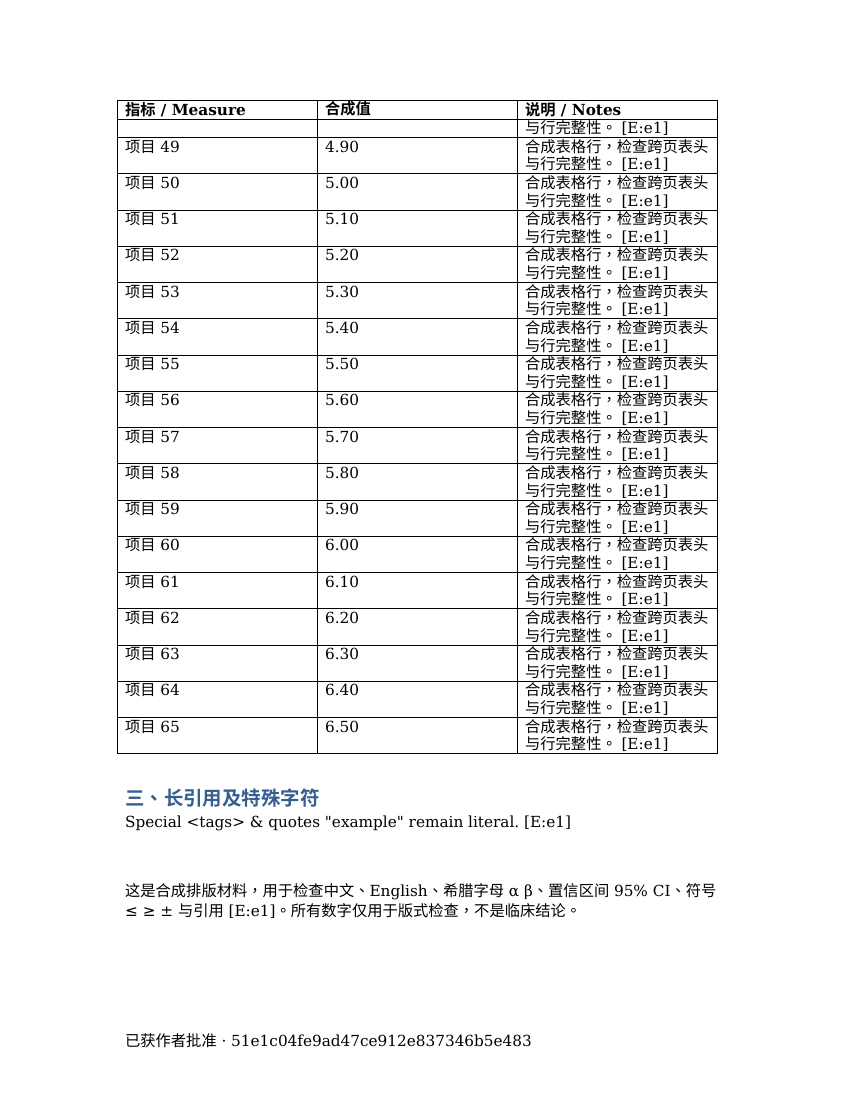 指标 / Measure 合成值 说明 / Notes
与行完整性。 [E:e1]
项目 49 4.90 合成表格行，检查跨页表头
与行完整性。 [E:e1]
项目 50 5.00 合成表格行，检查跨页表头
与行完整性。 [E:e1]
项目 51 5.10 合成表格行，检查跨页表头
与行完整性。 [E:e1]
项目 52 5.20 合成表格行，检查跨页表头
与行完整性。 [E:e1]
项目 53 5.30 合成表格行，检查跨页表头
与行完整性。 [E:e1]
项目 54 5.40 合成表格行，检查跨页表头
与行完整性。 [E:e1]
项目 55 5.50 合成表格行，检查跨页表头
与行完整性。 [E:e1]
项目 56 5.60 合成表格行，检查跨页表头
与行完整性。 [E:e1]
项目 57 5.70 合成表格行，检查跨页表头
与行完整性。 [E:e1]
项目 58 5.80 合成表格行，检查跨页表头
与行完整性。 [E:e1]
项目 59 5.90 合成表格行，检查跨页表头
与行完整性。 [E:e1]
项目 60 6.00 合成表格行，检查跨页表头
与行完整性。 [E:e1]
项目 61 6.10 合成表格行，检查跨页表头
与行完整性。 [E:e1]
项目 62 6.20 合成表格行，检查跨页表头
与行完整性。 [E:e1]
项目 63 6.30 合成表格行，检查跨页表头
与行完整性。 [E:e1]
项目 64 6.40 合成表格行，检查跨页表头
与行完整性。 [E:e1]
项目 65 6.50 合成表格行，检查跨页表头
与行完整性。 [E:e1]
三、长引用及特殊字符
Special <tags> & quotes "example" remain literal. [E:e1]
这是合成排版材料，用于检查中文、English、希腊字母 α β、置信区间 95% CI、符号
≤ ≥ ± 与引用 [E:e1]。所有数字仅用于版式检查，不是临床结论。
已获作者批准 · 51e1c04fe9ad47ce912e837346b5e483